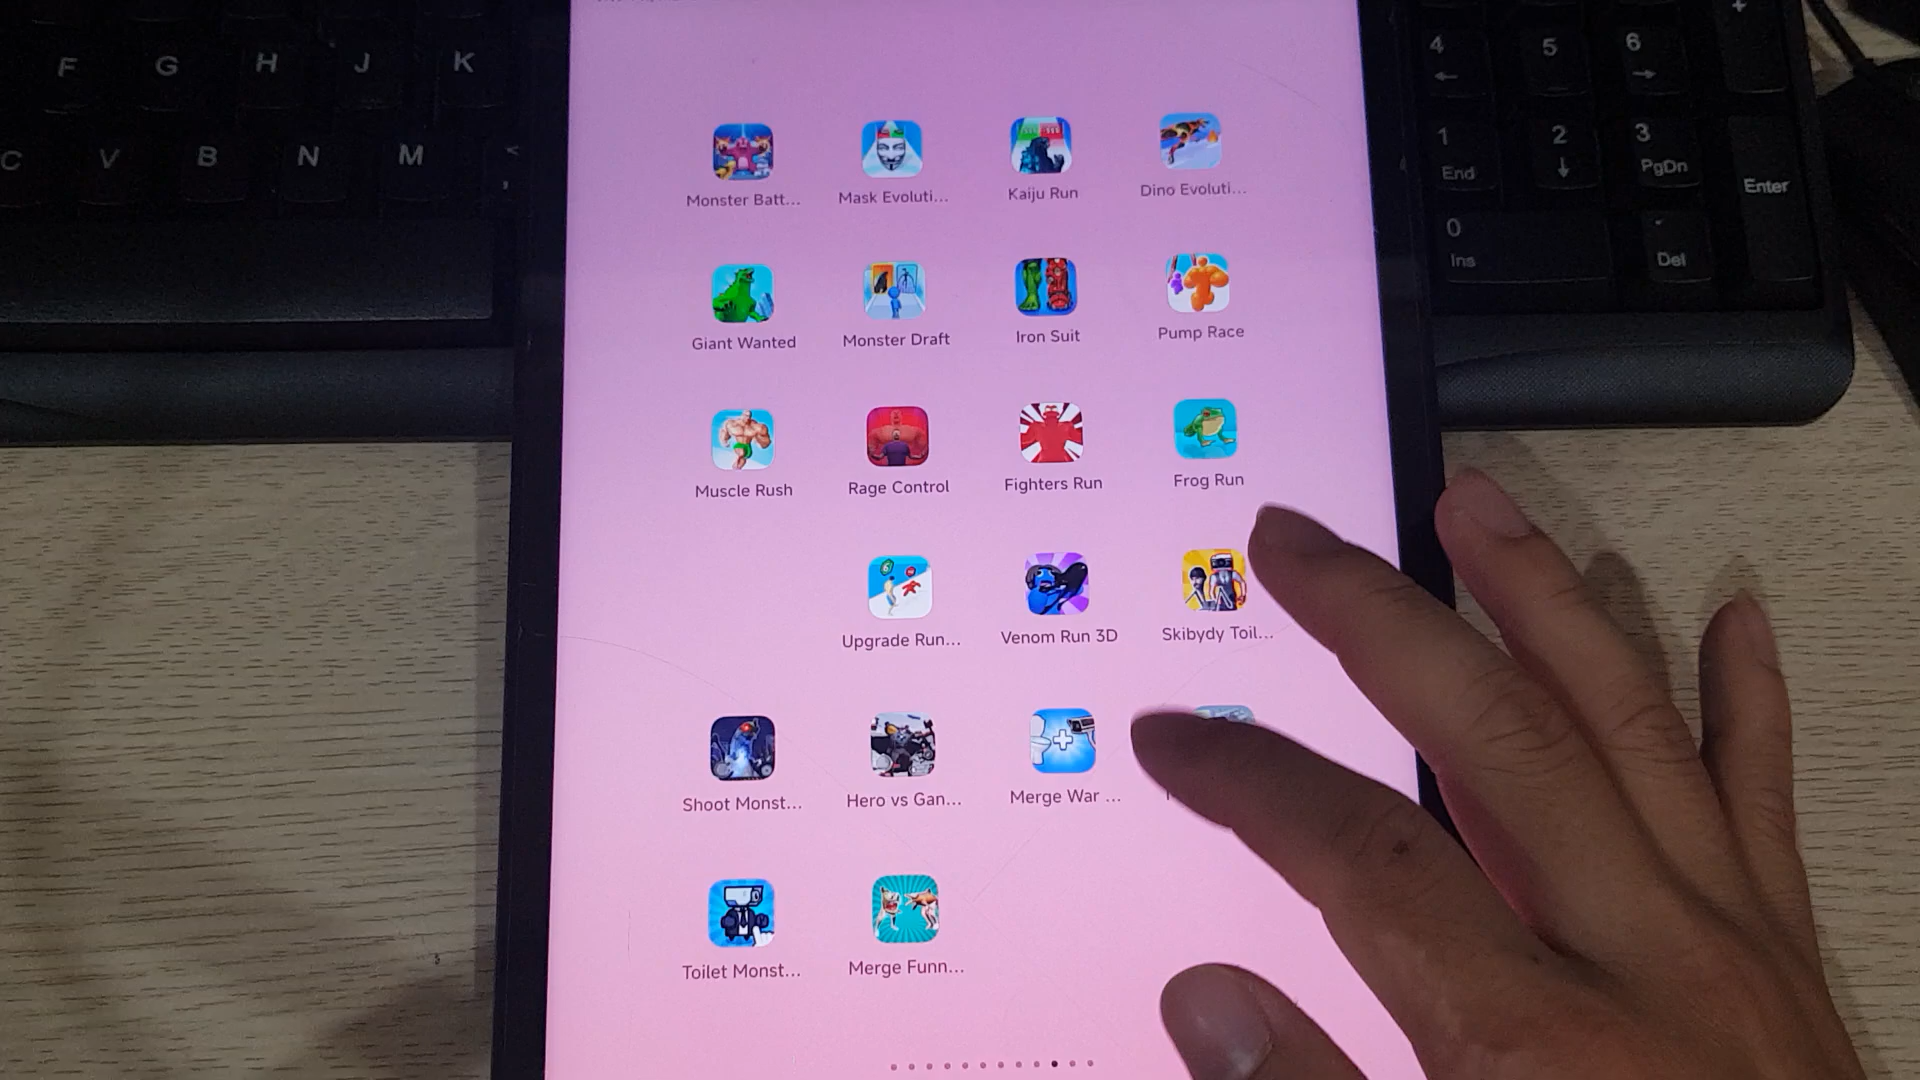 F G H J K
C V B N M <
,
4 5 6 +
1 2 3
End PgDn Enter
0
Ins Del
Monster Batt... Mask Evoluti... Kaiju Run Dino Evoluti...
Giant Wanted Monster Draft Iron Suit Pump Race
Muscle Rush Rage Control Fighters Run Frog Run
Upgrade Run... Venom Run 3D Skibydy Toil...
Shoot Monst... Hero vs Gan... Merge War ...
Toilet Monst... Merge Funn...